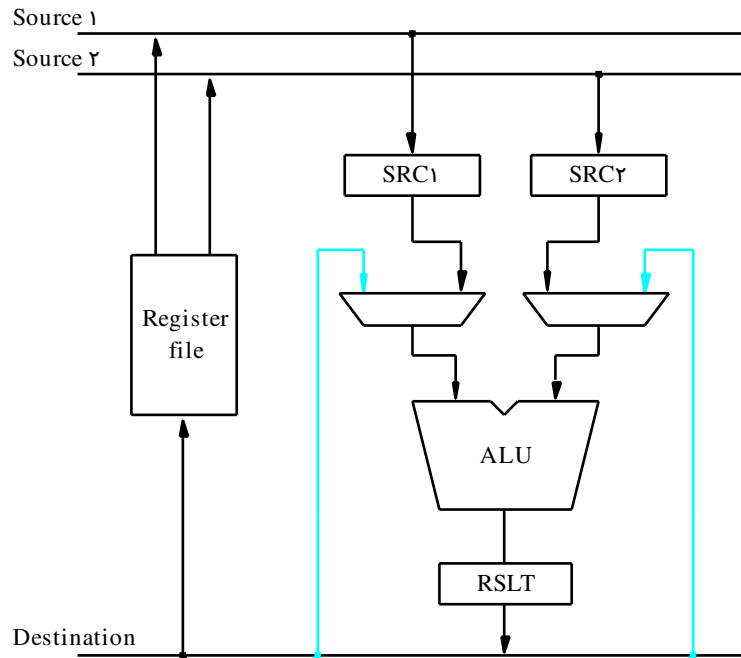 Source ۱
Source ۲
SRC۱
SRC۲
Register
file
ALU
RSLT
Destination